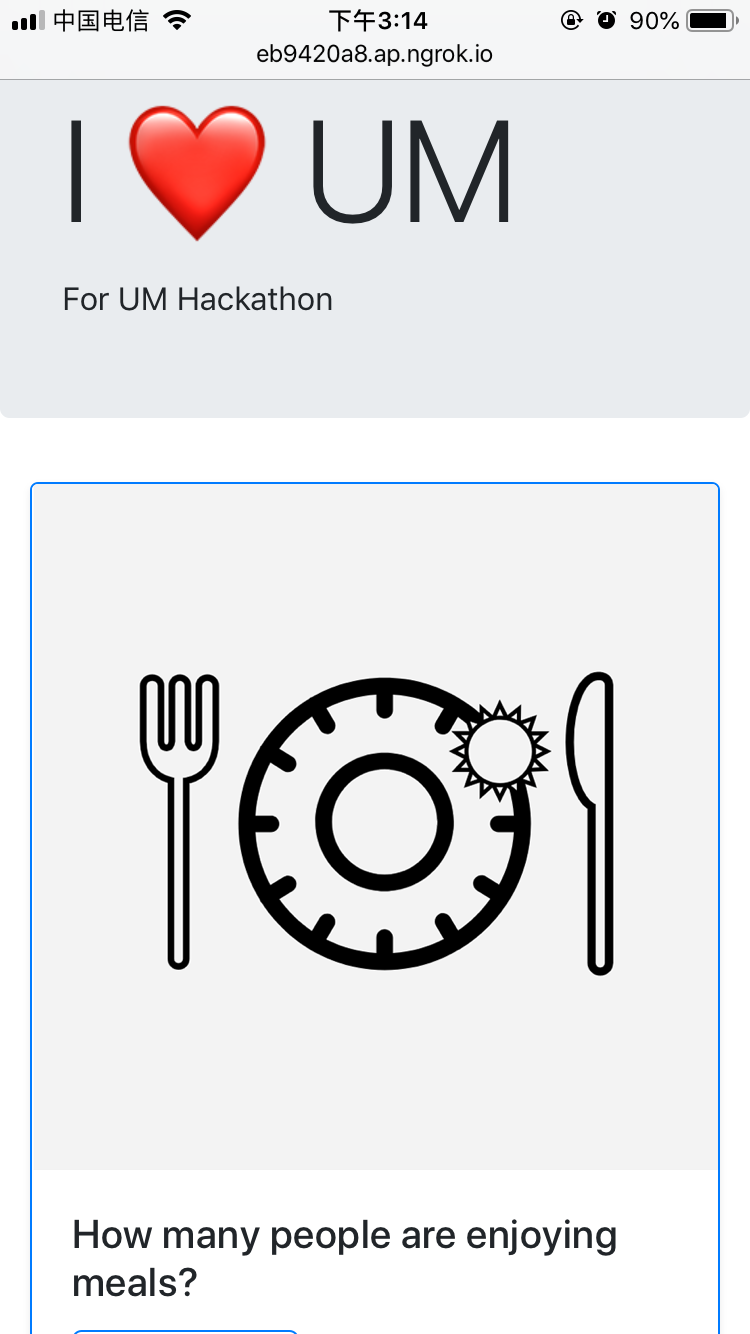 中国电信 下午3:14 90%
eb9420a8.ap.ngrok.io
I ❤️ UM
For UM Hackathon
How many people are enjoying
meals?